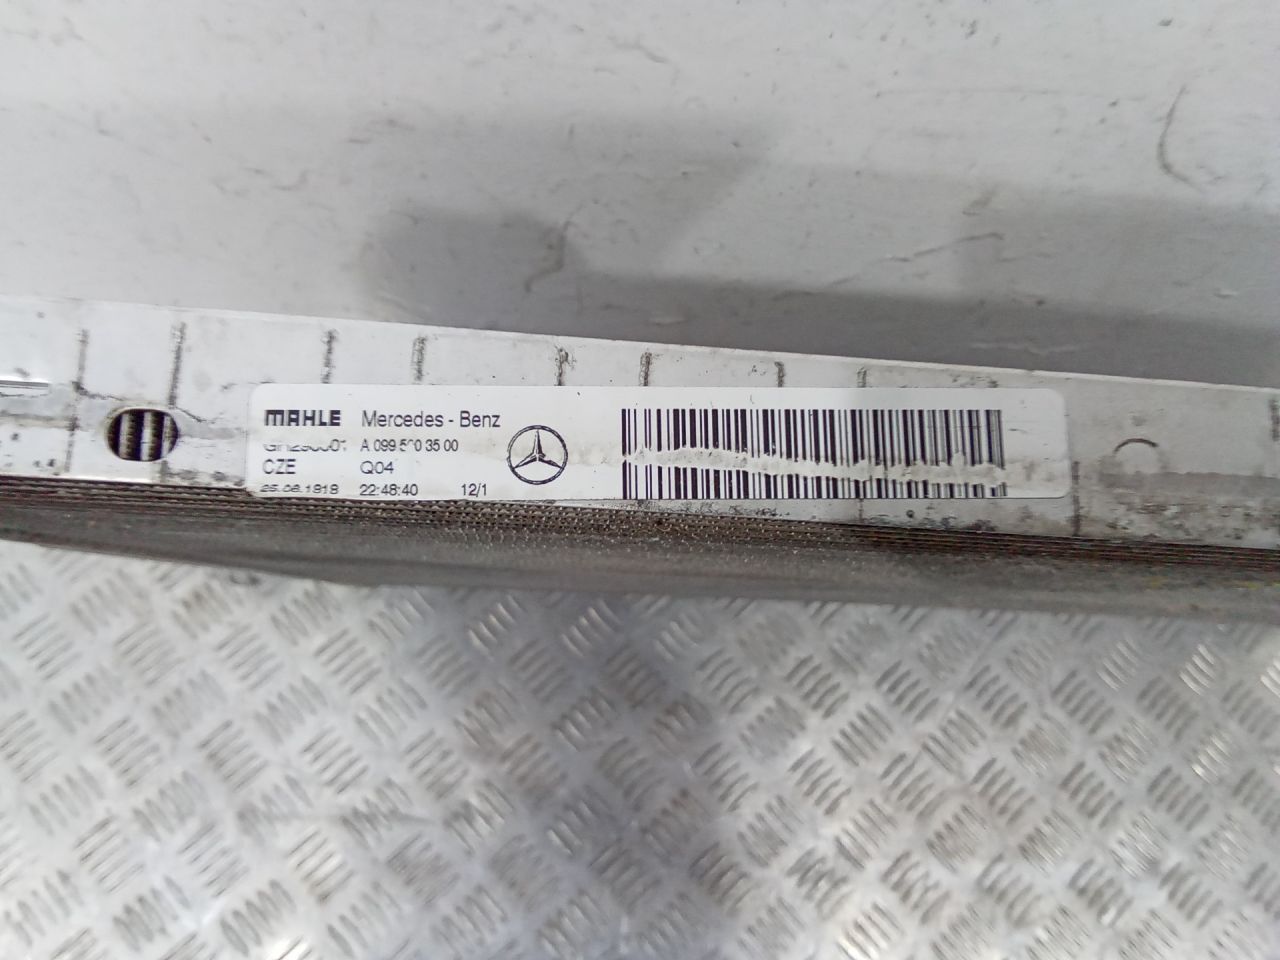 MAHLE Mercedes-Benz
A 099 500 35 00
CZE Q04
22:48:40 12/1